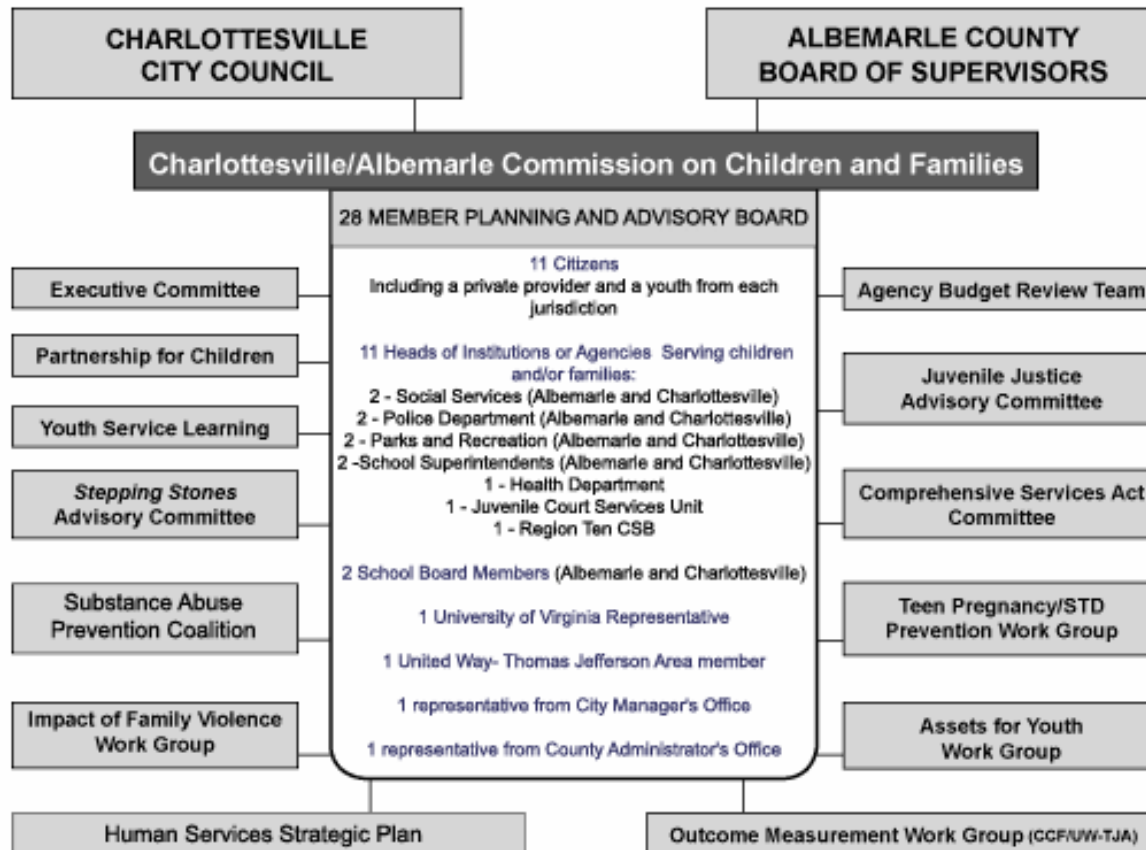 CHARLOTTESVILLE
CITY COUNCIL
ALBEMARLE COUNTY
BOARD OF SUPERVISORS
Charlottesville/Albemarle Commission on Children and Families
28 MEMBER PLANNING AND ADVISORY BOARD
11 Citizens
Including a private provider and a youth from each
jurisdiction
11 Heads of Institutions or Agencies Serving children
and/or families:
2 - Social Services (Albemarle and Charlottesville)
2 - Police Department (Albemarle and Charlottesville)
2 - Parks and Recreation (Albemarle and Charlottesville)
2 -School Superintendents (Albemarle and Charlottesville)
1 - Health Department
1 - Juvenile Court Services Unit
1 - Region Ten CSB
2 School Board Members (Albemarle and Charlottesville)
1 University of Virginia Representative
1 United Way- Thomas Jefferson Area member
1 representative from City Manager's Office
1 representative from County Administrator's Office
Executive Committee
Partnership for Children
Youth Service Learning
Stepping Stones
Advisory Committee
Substance Abuse
Prevention Coalition
Impact of Family Violence
Work Group
Agency Budget Review Team
Juvenile Justice
Advisory Committee
Comprehensive Services Act
Committee
Teen Pregnancy/STD
Prevention Work Group
Assets for Youth
Work Group
Human Services Strategic Plan
Outcome Measurement Work Group (CCF/UW-TJA)